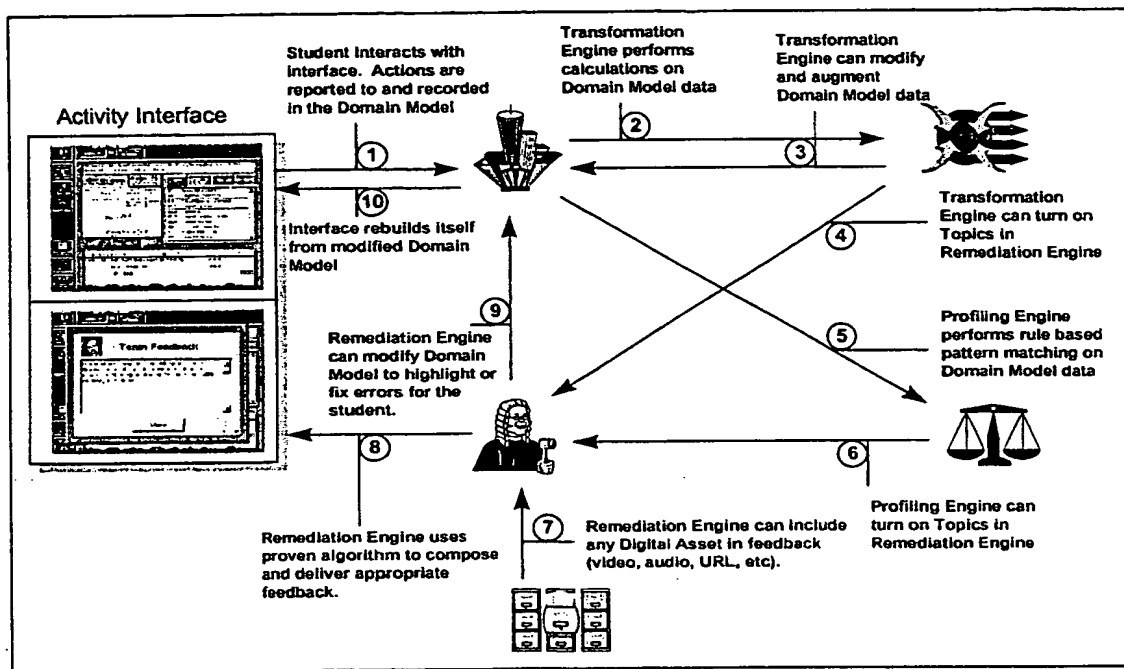 Student Interacts with
interface. Actions are
reported to and recorded
in the Domain Model
Transformation
Engine performs
calculations on
Domain Model data
Transformation
Engine can modify
and augment
Domain Model data
Activity Interface
1
2
3
10
Interface rebuilds itself
from modified Domain
Model
4
Transformation
Engine can turn on
Topics in
Remediation Engine
9
Remediation Engine
can modify Domain
Model to highlight or
fix errors for the
student.
5
Profiling Engine
performs rule based
pattern matching on
Domain Model data
Team Feedback
8
6
Remediation Engine uses
proven algorithm to compose
and deliver appropriate
feedback.
7
Remediation Engine can include
any Digital Asset in feedback
(video, audio, URL, etc).
Profiling Engine can
turn on Topics in
Remediation Engine